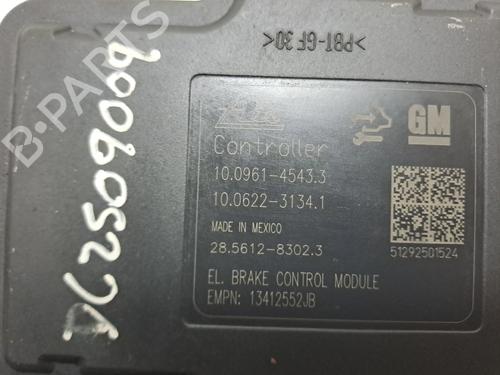 >PBT-GF30<
Ate
GM
Controller
10.0961-4543.3
10.0622-3134.1
MADE IN MEXICO
28.5612-8302.3
51292501524
EL. BRAKE CONTROL MODULE
EMPN: 13412552JB
B-PARTS